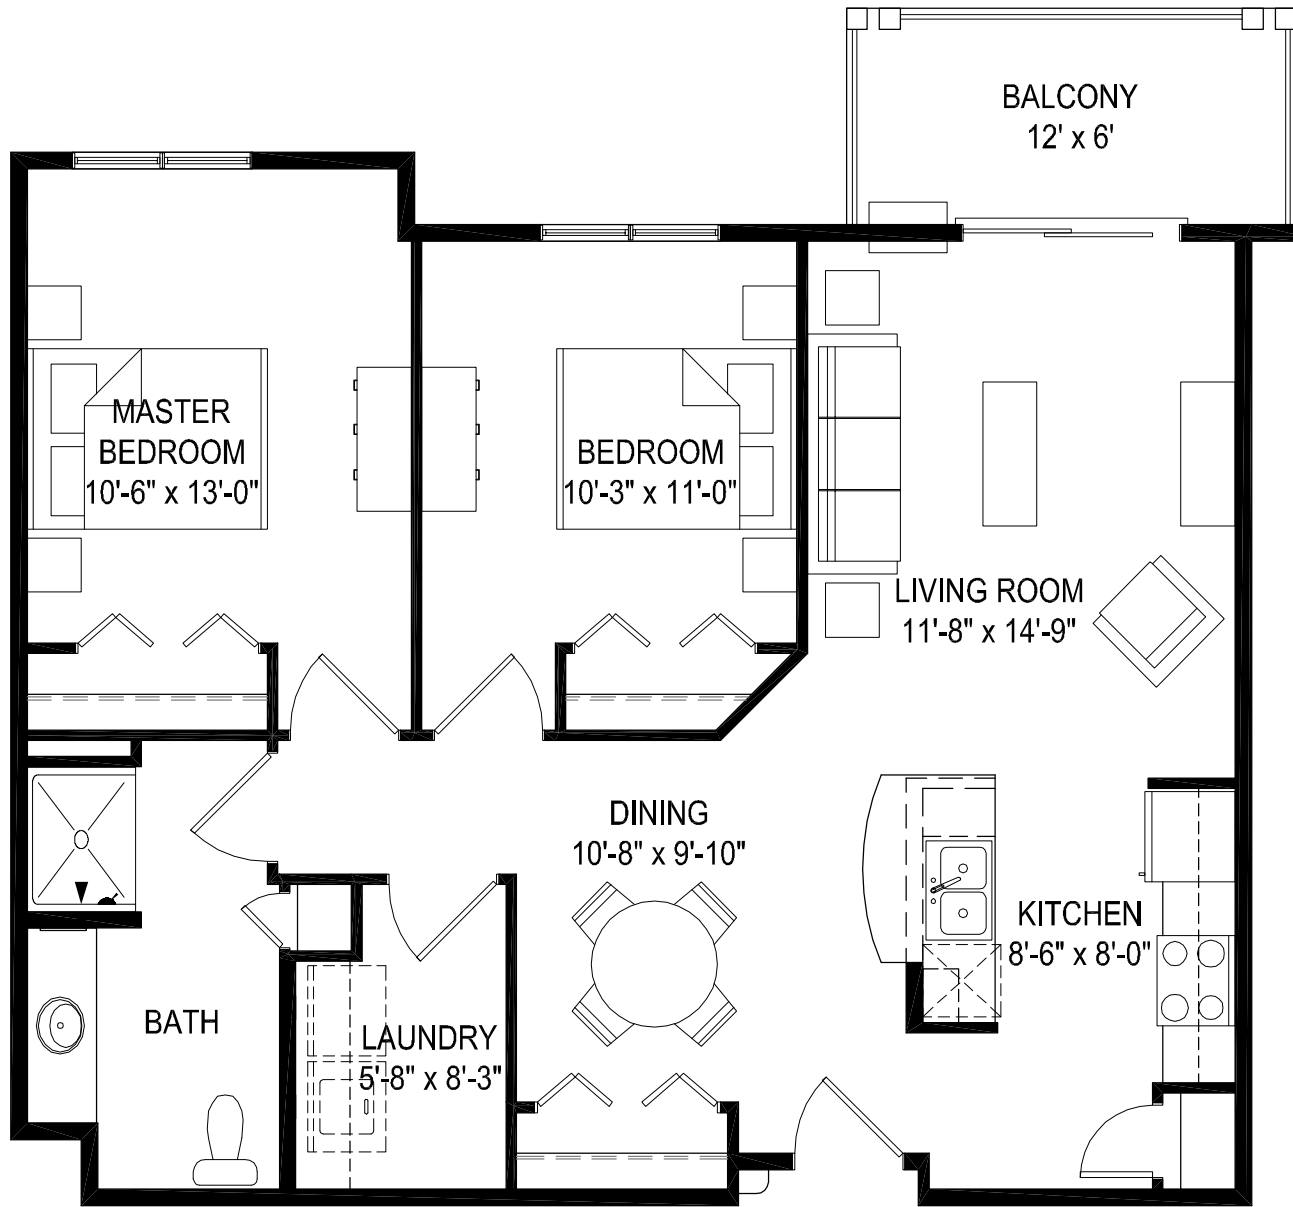 BALCONY
12' x 6'
MASTER
BEDROOM
10'-6" x 13'-0"
BEDROOM
10'-3" x 11'-0"
LIVING ROOM
11'-8" x 14'-9"
DINING
10'-8" x 9'-10"
KITCHEN
8'-6" x 8'-0"
BATH
LAUNDRY
5'-8" x 8'-3"